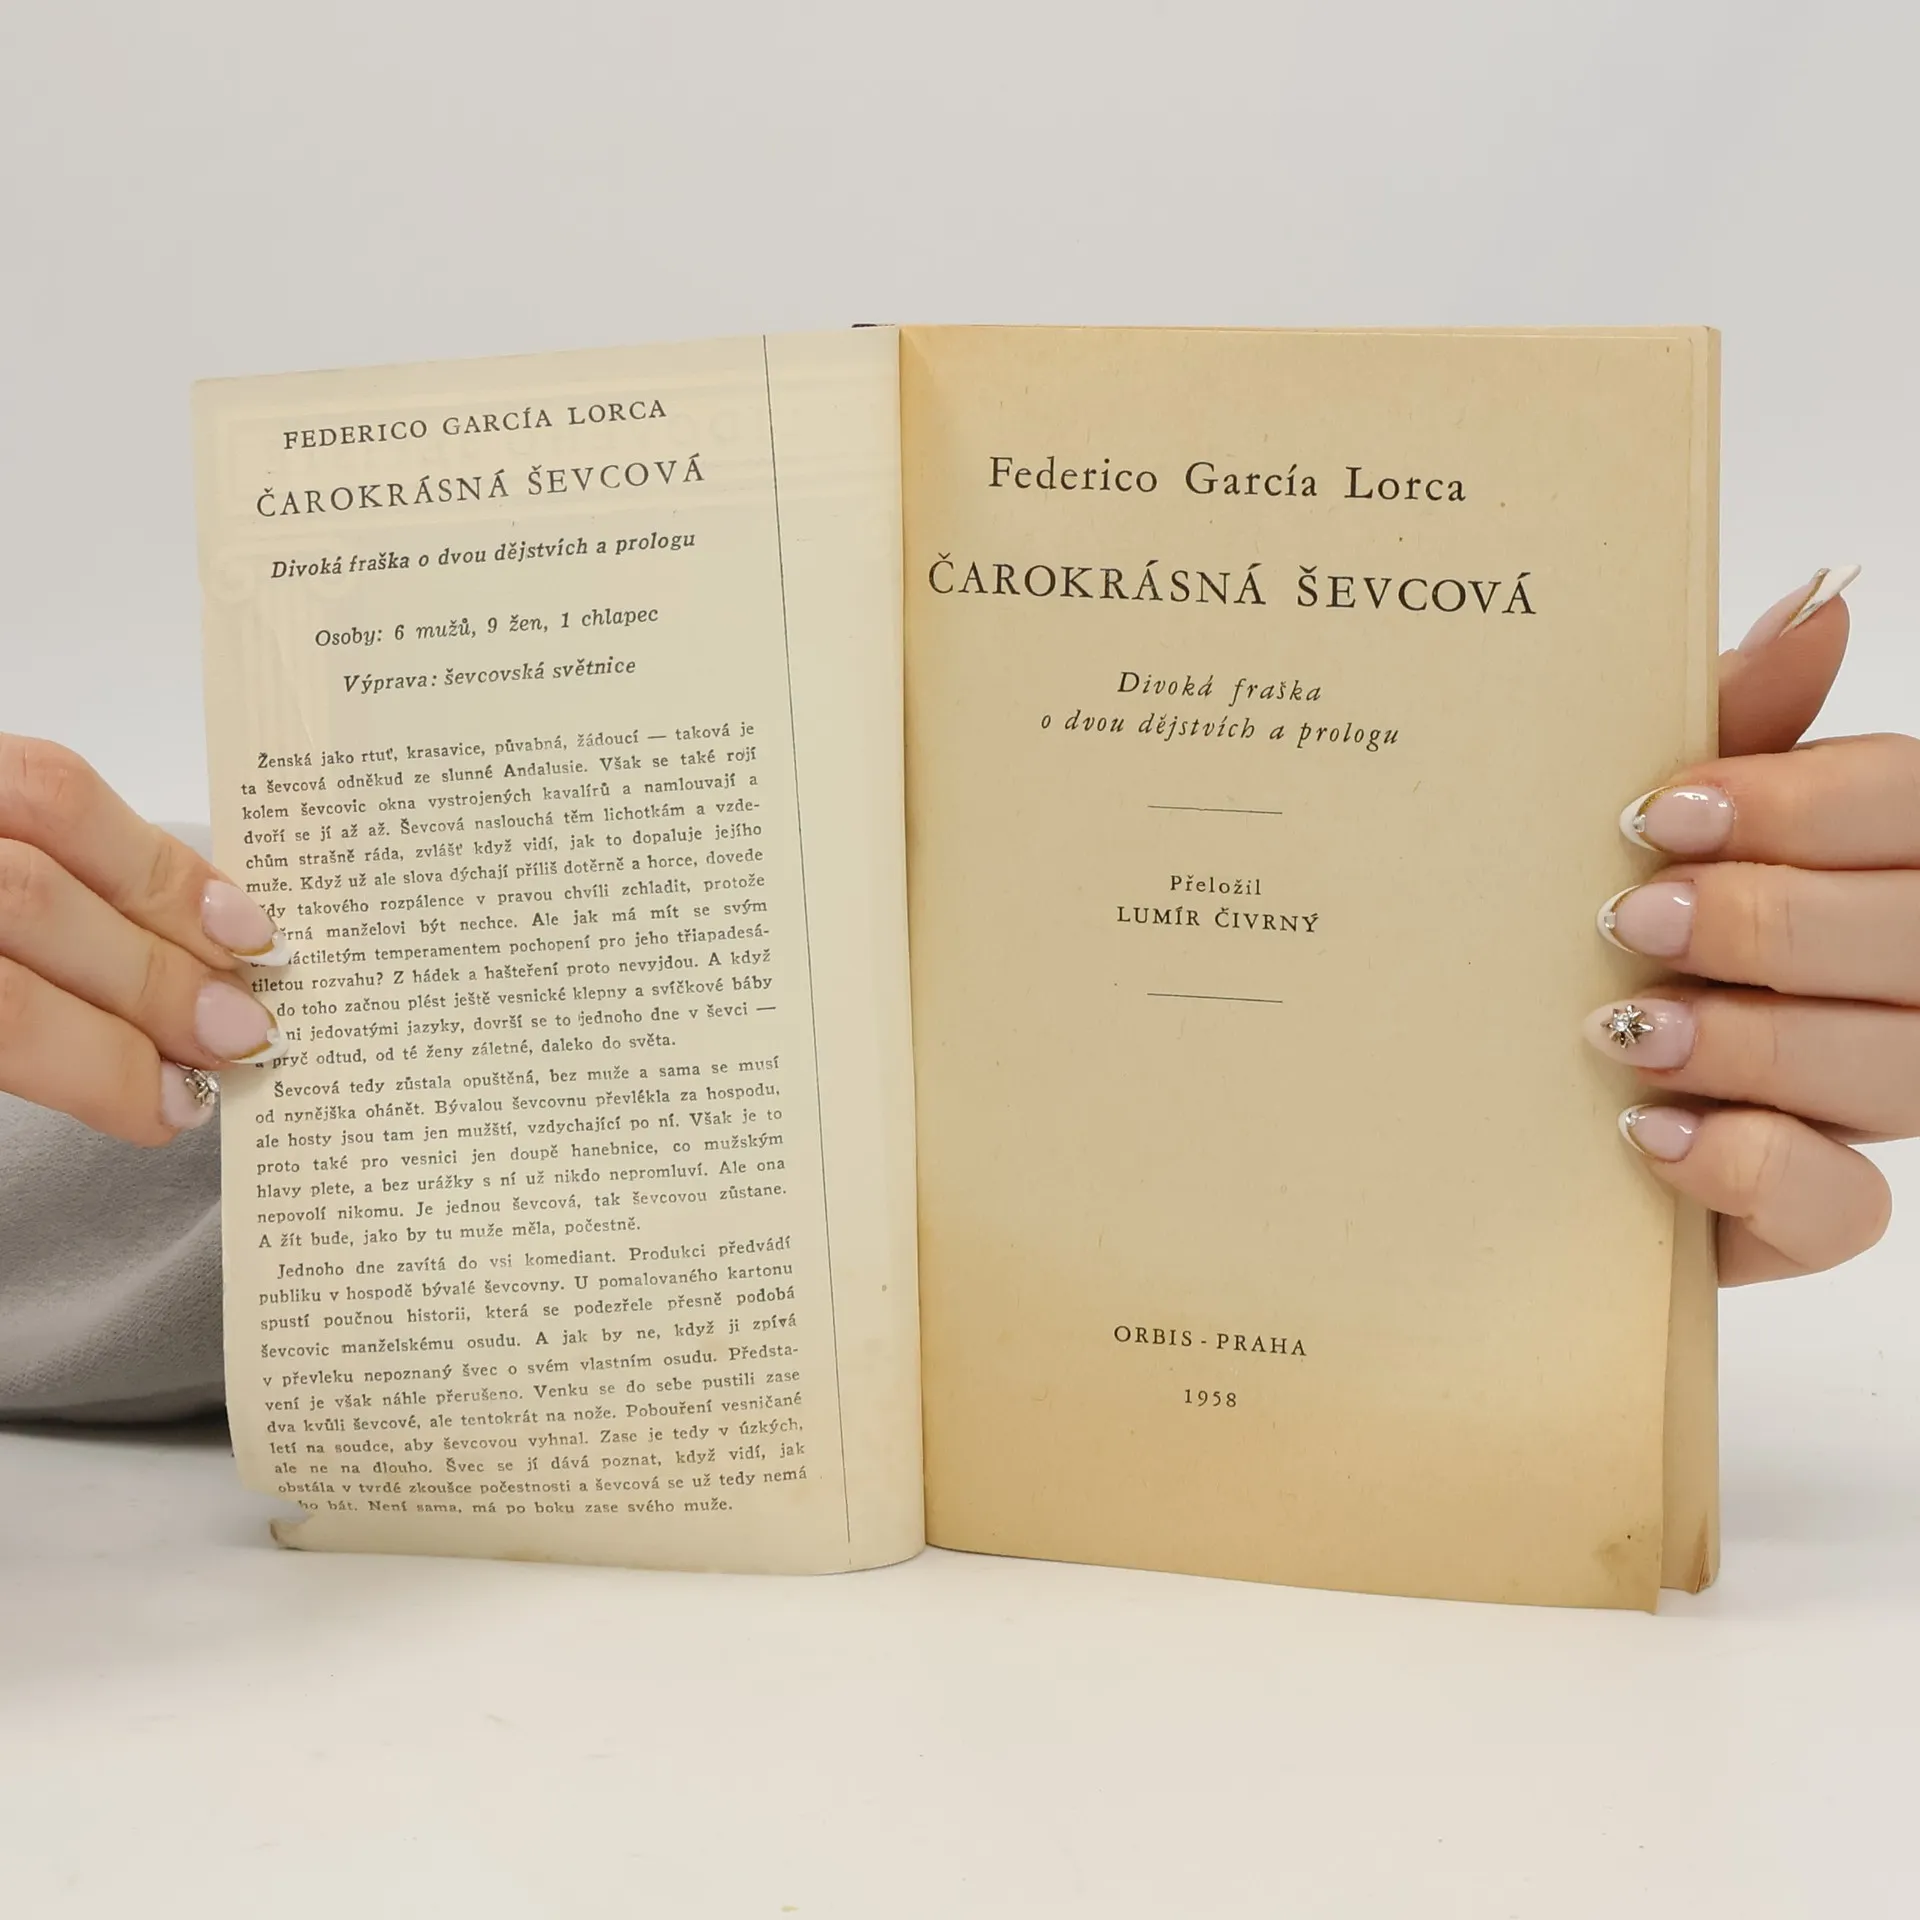 FEDERICO GARCÍA LORCA
ČAROKRÁSNÁ ŠEVCOVÁ
Divoká fraška o dvou dějstvích a prologu
Osoby: 6 mužů, 9 žen, 1 chlapec
Výprava: ševcovská světnice
Ženská jako rtuť, krasavice, půvabná, žádoucí — taková je
ta ševcová odněkud ze slunné Andalusie. Však se také rojí
kolem ševcovic okna vystrojených kavalírů a namlouvají a
dvoří se jí až až. Ševcová naslouchá těm lichotkám a vzde-
chům strašně ráda, zvlášť když vidí, jak to dopaluje jejího
muže. Když už ale slova dýchají příliš dotěrně a horce, dovede
takového rozpálence v pravou chvíli zchladit, protože
manželovi být nechce. Ale jak má mít se svým
temperamentem pochopení pro jeho třiapadesá-
tiletou rozvahu? Z hádek a hašteření proto nevyjdou. A když
do toho začnou plést ještě vesnické klepny a svíčkové báby
jedovatými jazyky, dovrší se to jednoho dne v ševci —
a pryč odtud, od té ženy záletné, daleko do světa.
Ševcová tedy zůstala opuštěná, bez muže a sama se musí
od nynějška ohánět. Bývalou ševcovnu převlékla za hospodu,
ale hosty jsou tam jen mužští, vzdychající po ní. Však je to
proto také pro vesnici jen doupě hanebnice, co mužským
hlavy plete, a bez urážky s ní už nikdo nepromluví. Ale ona
nepovolí nikomu. Je jednou ševcová, tak ševcovou zůstane.
A žít bude, jako by tu muže měla, počestně.
Jednoho dne zavítá do vsi komediant. Produkci předvádí
publiku v hospodě bývalé ševcovny. U pomalovaného kartonu
spustí poučnou historii, která se podezřele přesně podobá
ševcovic manželskému osudu. A jak by ne, když ji zpívá
v převleku nepoznaný švec o svém vlastním osudu. Předsta-
vení je však náhle přerušeno. Venku se do sebe pustili zase
dva kvůli ševcové, ale tentokrát na nože. Pobouření vesničané
letí na soudce, aby ševcovou vyhnal. Zase je tedy v úzkých,
ale ne na dlouho. Švec se jí dává poznat, když vidí, jak
obstála v tvrdé zkoušce počestnosti a ševcová se už tedy nemá
bát. Není sama, má po boku zase svého muže.
Federico García Lorca
ČAROKRÁSNÁ ŠEVCOVÁ
Divoká fraška
o dvou dějstvích a prologu
Přeložil
LUMÍR ČIVRNÝ
ORBIS - PRAHA
1958